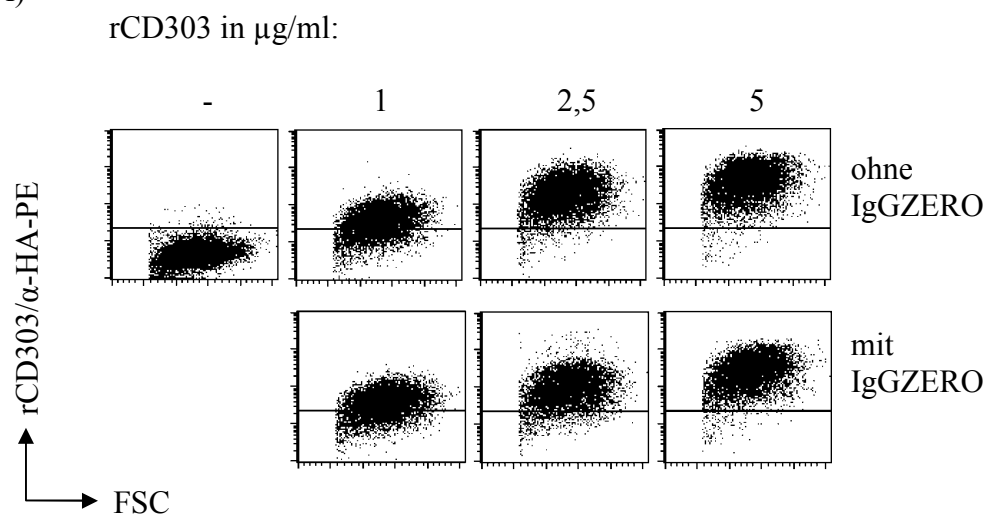 rCD303 in µg/ml:
- 1 2,5 5
ohne
IgGZERO
mit
IgGZERO
rCD303/α-HA-PE
FSC